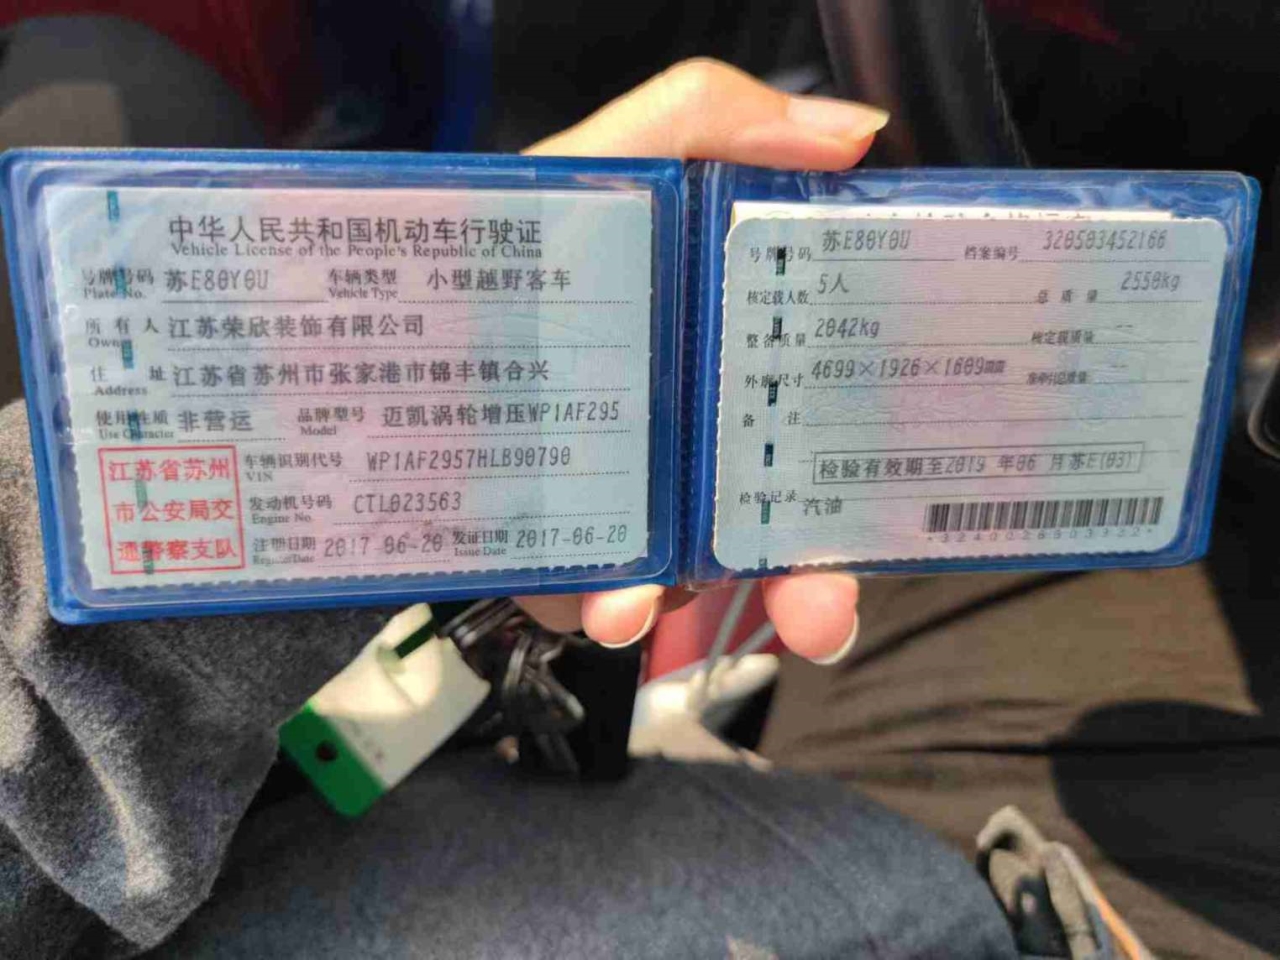 中华人民共和国机动车行驶证
Vehicle License of the People's Republic of China
号牌号码 苏E80Y0U 车辆类型 小型越野客车
Plate No. Vehicle Type
所有人 江苏荣欣装饰有限公司
Owner
住址 江苏省苏州市张家港市锦丰镇合兴
Address
使用性质 非营运 品牌型号 迈凯涡轮增压WP1AF295
Use Character Model
江苏省苏州
市公安局交
通警察支队
车辆识别代号 WP1AF2957HLB90790
VIN
发动机号码 CTL023563
Engine No.
注册日期 2017-06-20 发证日期 2017-06-20
Register Date Issue Date
号牌号码 苏E80Y0U 档案编号 320503452166
核定载人数 5人 总质量 2550kg
整备质量 2042kg 核定载质量 --
外廓尺寸 4699×1926×1609mm 准牵引总质量 --
备注
检验有效期至2019年06月苏E(03)
检验记录
汽油